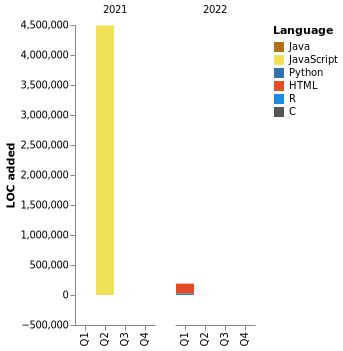 2021
2022
4,500,000
4,000,000
3,500,000
3,000,000
2,500,000
2,000,000
1,500,000
1,000,000
500,000
0
−500,000
LOC added
Q1
Q2
Q3
Q4
Q1
Q2
Q3
Q4
Language
Java
JavaScript
Python
HTML
R
C